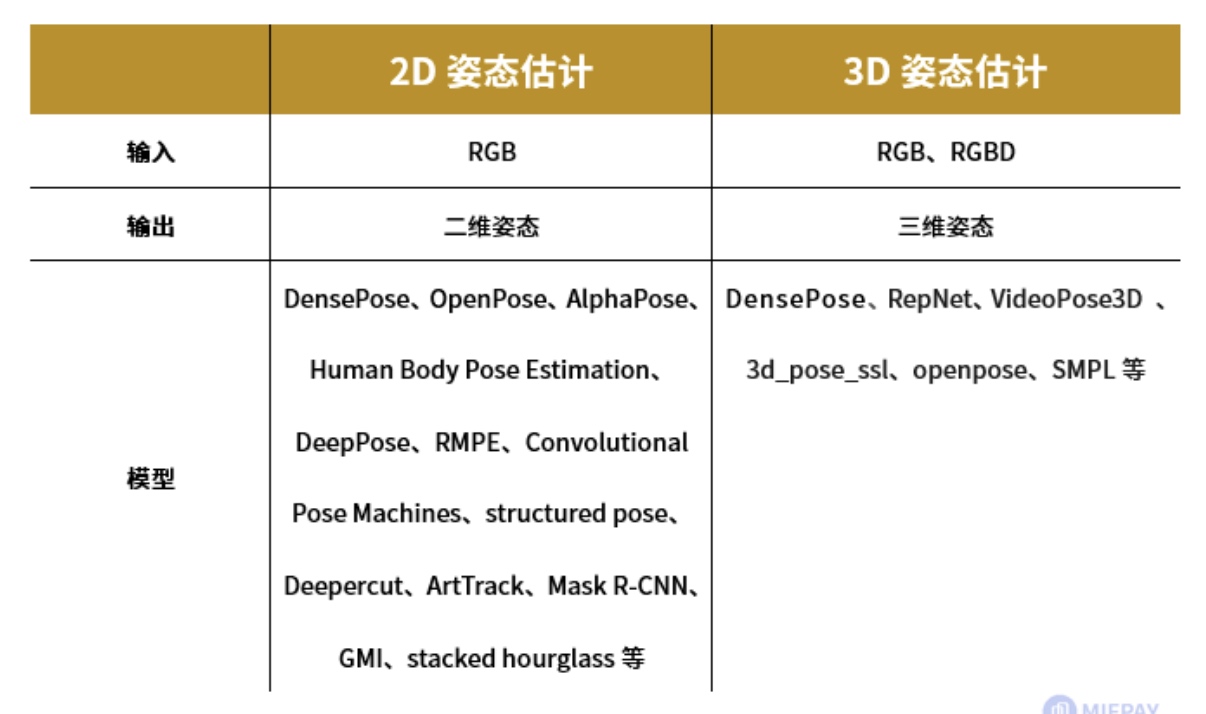 2D 姿态估计 3D 姿态估计
输入 RGB RGB、RGBD
输出 二维姿态 三维姿态
DensePose、OpenPose、AlphaPose、 DensePose、RepNet、VideoPose3D 、
Human Body Pose Estimation、 3d_pose_ssl、openpose、SMPL 等
DeepPose、RMPE、Convolutional
模型
Pose Machines、structured pose、
Deepercut、ArtTrack、Mask R-CNN、
GMI、stacked hourglass 等
MIFPAY